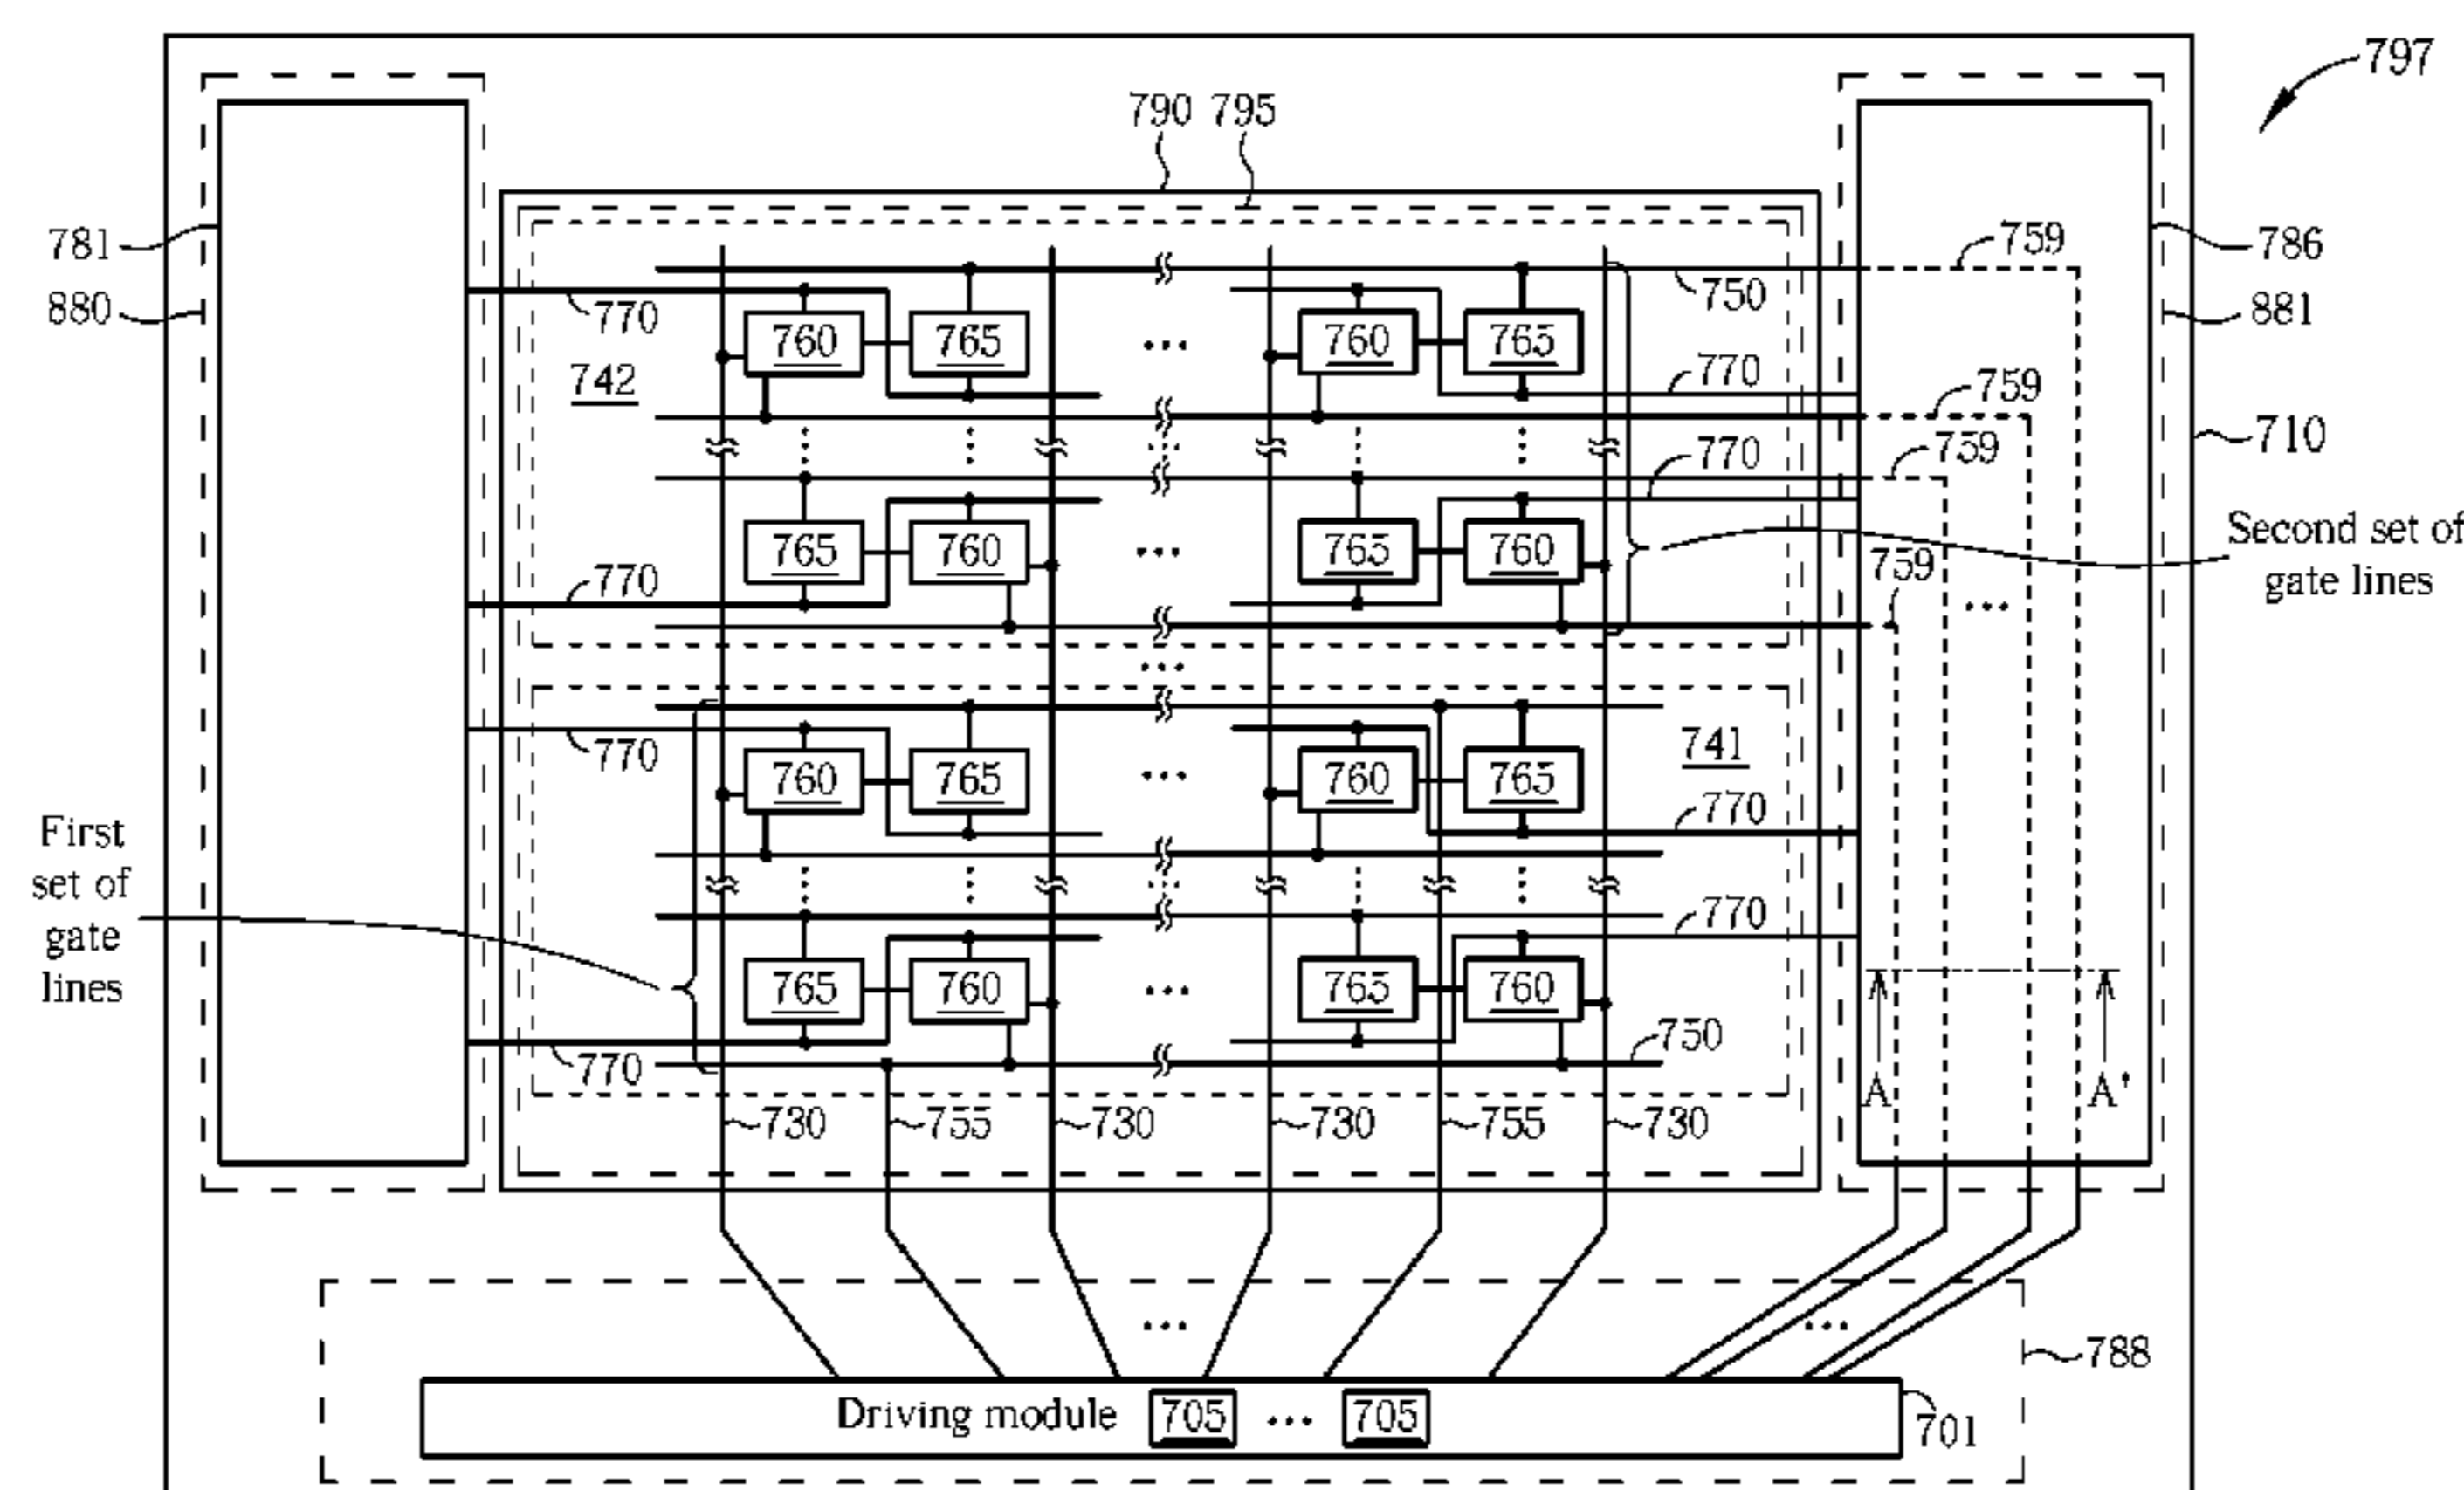 797
790 795
781
759
786
880
770
750
881
760 765 ... 760 765
742
770
759
710
770
759
Second set of
gate lines
765 760 ... 765 760
759
770
...
...
741
770
760 765 ... 760 765
770
First
set of
gate
lines
770
765 760 ... 765 760
750
770
A A'
730 755 730 730 755 730
... ...
788
Driving module 705 ... 705
701